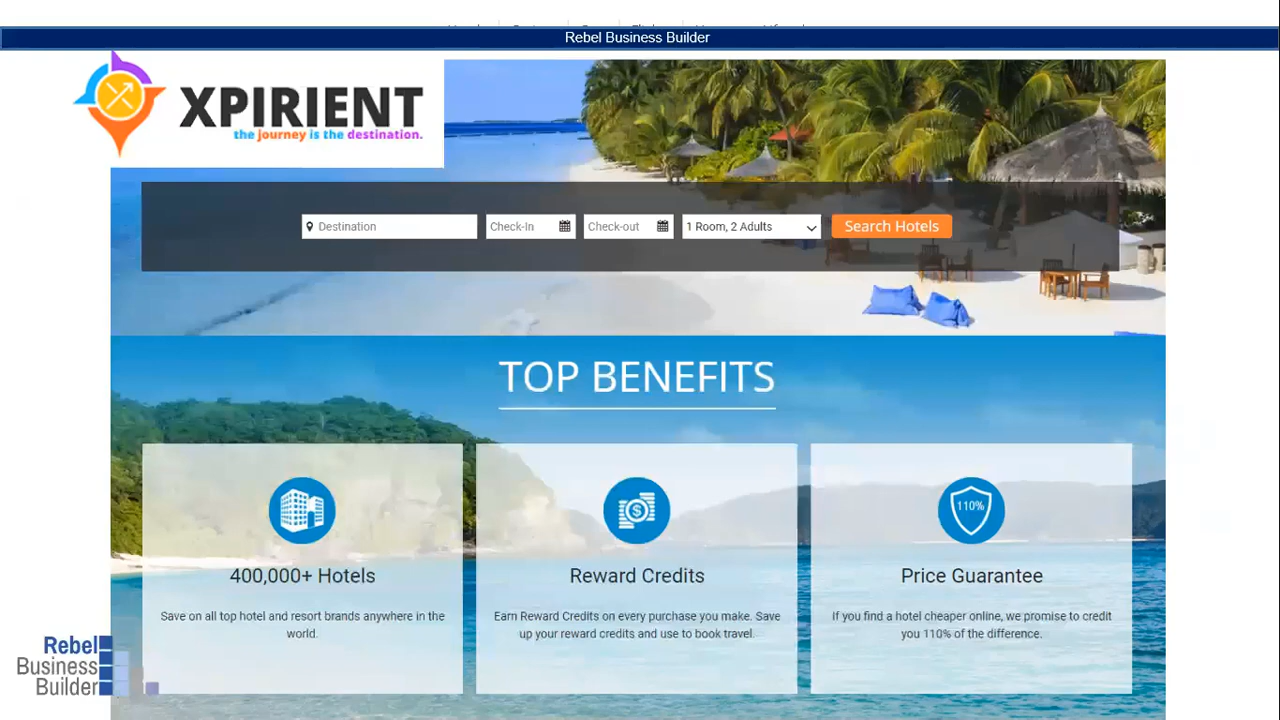 Rebel Business Builder
XPIRIENT
the journey is the destination.
Destination
Check-In
Check-out
1 Room, 2 Adults
Search Hotels
TOP BENEFITS
400,000+ Hotels
Save on all top hotel and resort brands anywhere in the
world.
$
Reward Credits
Earn Reward Credits on every purchase you make. Save
up your reward credits and use to book travel.
110%
Price Guarantee
If you find a hotel cheaper online, we promise to credit
you 110% of the difference.
Rebel
Business
Builder